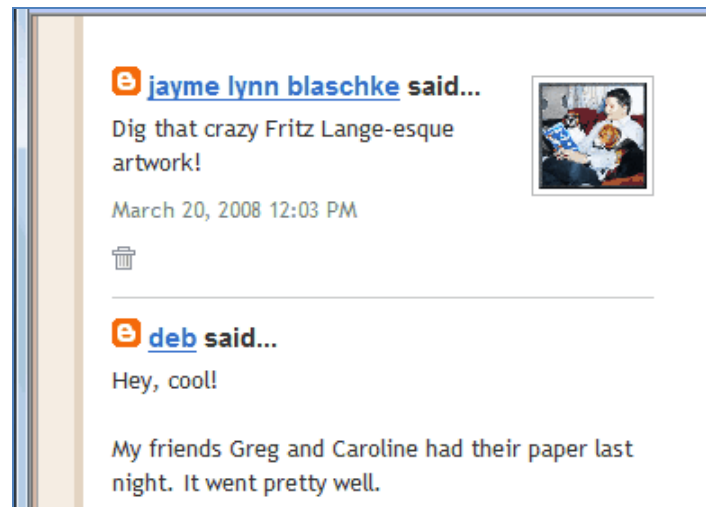 jayme lynn blaschke said...
Dig that crazy Fritz Lange-esque
artwork!
March 20, 2008 12:03 PM
deb said...
Hey, cool!
My friends Greg and Caroline had their paper last
night. It went pretty well.